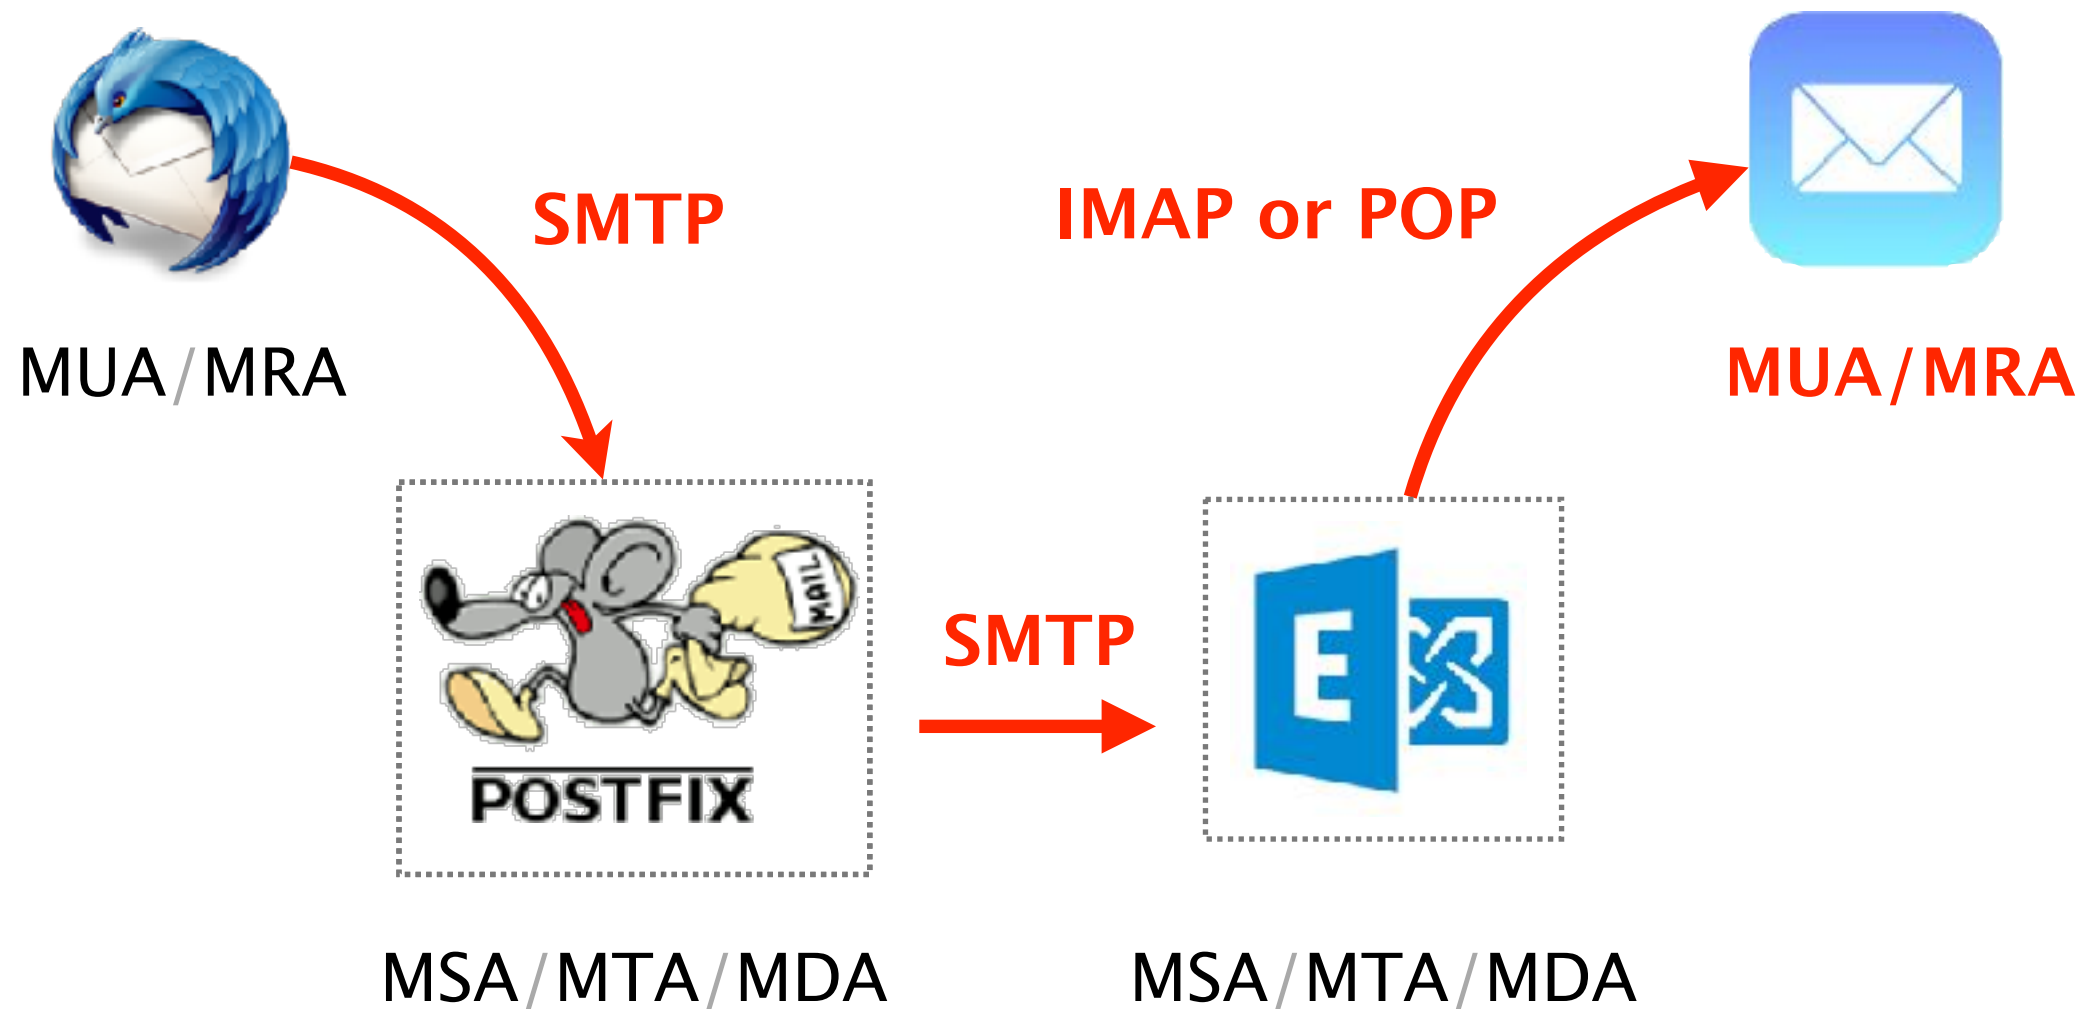 SMTP
IMAP or POP
MUA/MRA
MUA/MRA
MAIL
SMTP
E
POSTFIX
MSA/MTA/MDA
MSA/MTA/MDA